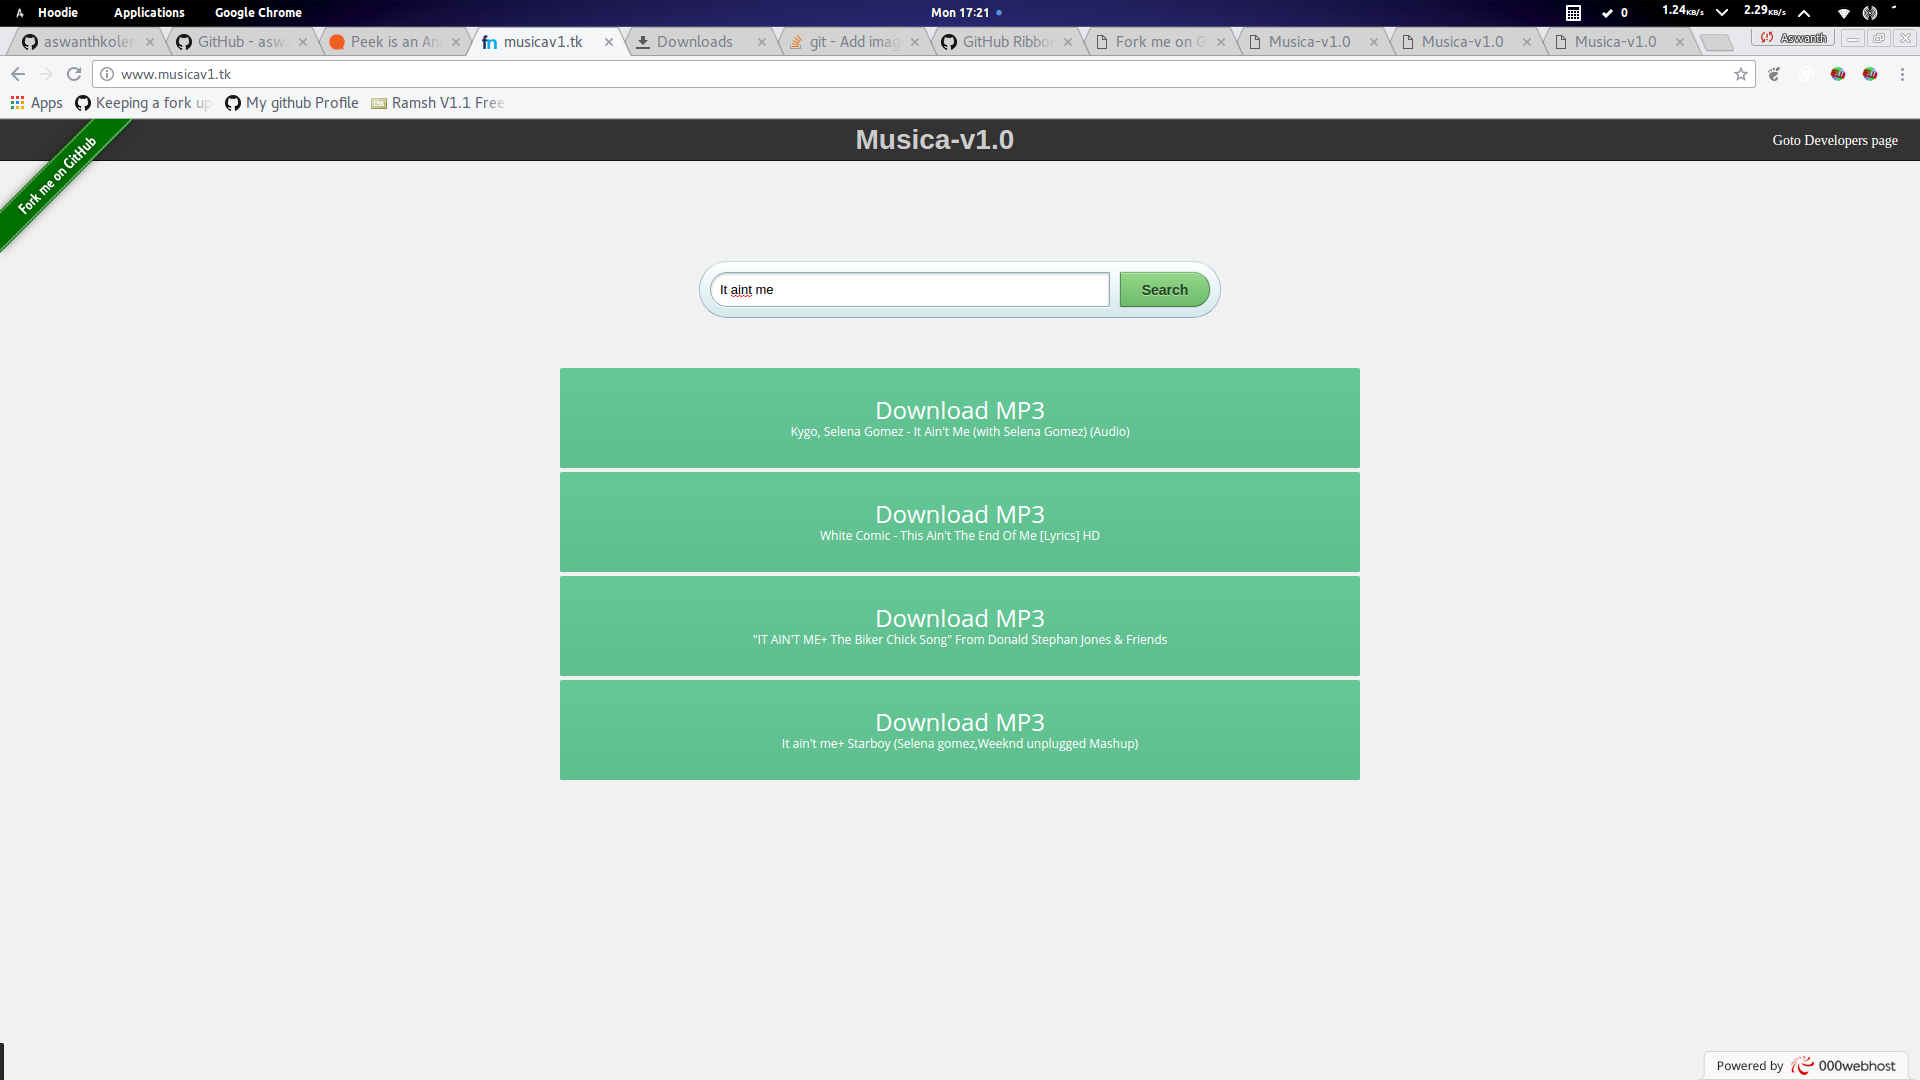 Hoodie Applications Google Chrome Mon 17:21 0 1.24KB/s 2.29KB/s
aswanthkoler GitHub - asw Peek is an An musicav1.tk Downloads git - Add imag GitHub Ribbo Fork me on G Musica-v1.0 Musica-v1.0 Musica-v1.0 Aswanth
www.musicav1.tk
Apps Keeping a fork up My github Profile Ramsh V1.1 Free
Fork me on GitHub
Musica-v1.0
Goto Developers page
It aint me Search
Download MP3
Kygo, Selena Gomez - It Ain't Me (with Selena Gomez) (Audio)
Download MP3
White Comic - This Ain't The End Of Me [Lyrics] HD
Download MP3
"IT AIN'T ME+ The Biker Chick Song" From Donald Stephan Jones & Friends
Download MP3
It ain't me+ Starboy (Selena gomez,Weeknd unplugged Mashup)
Powered by 000webhost